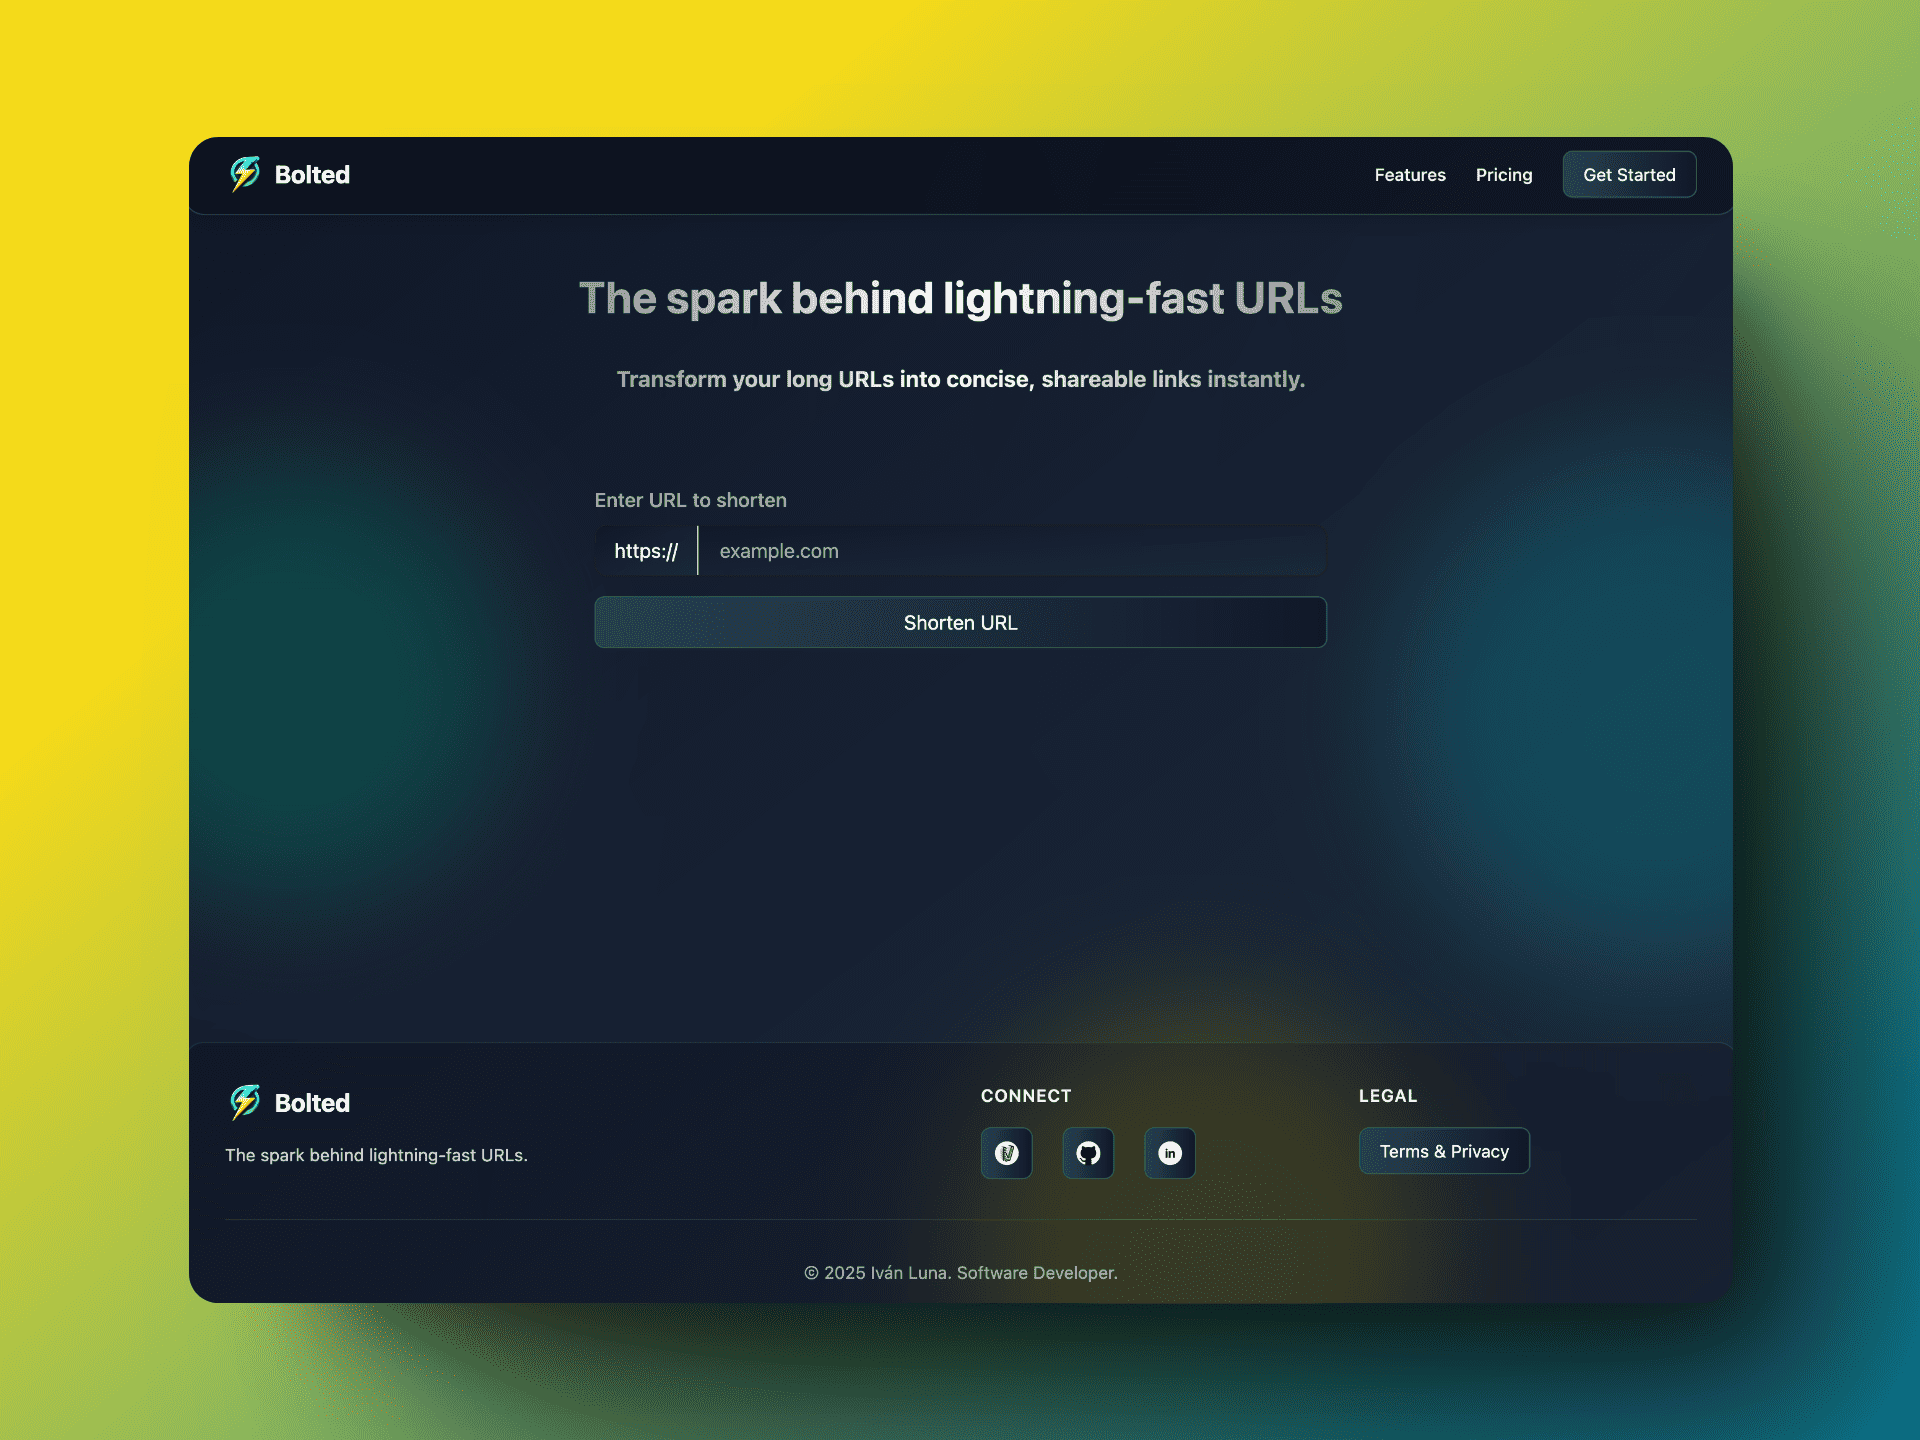 Bolted
Features
Pricing
Get Started
The spark behind lightning-fast URLs
Transform your long URLs into concise, shareable links instantly.
Enter URL to shorten
https://
example.com
Shorten URL
Bolted
The spark behind lightning-fast URLs.
CONNECT
in
LEGAL
Terms & Privacy
© 2025 Iván Luna. Software Developer.